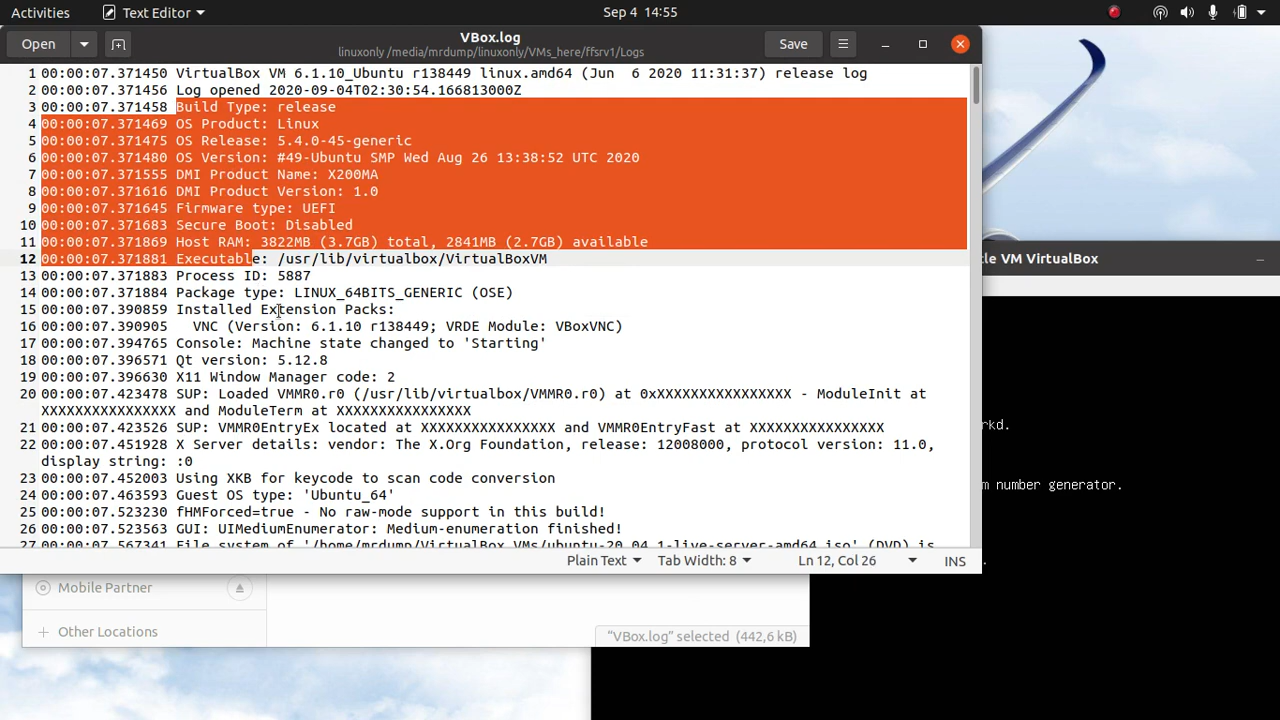 Activities
Text Editor
Sep 4 14:55
Open
VBox.log
linuxonly /media/mrdump/linuxonly/VMs_here/ffsrv1/Logs
Save
1 00:00:07.371450 VirtualBox VM 6.1.10_Ubuntu r138449 linux.amd64 (Jun  6 2020 11:31:37) release log
2 00:00:07.371456 Log opened 2020-09-04T02:30:54.166813000Z
3 00:00:07.371458 Build Type: release
4 00:00:07.371469 OS Product: Linux
5 00:00:07.371475 OS Release: 5.4.0-45-generic
6 00:00:07.371480 OS Version: #49-Ubuntu SMP Wed Aug 26 13:38:52 UTC 2020
7 00:00:07.371555 DMI Product Name: X200MA
8 00:00:07.371616 DMI Product Version: 1.0
9 00:00:07.371645 Firmware type: UEFI
10 00:00:07.371683 Secure Boot: Disabled
11 00:00:07.371869 Host RAM: 3822MB (3.7GB) total, 2841MB (2.7GB) available
12 00:00:07.371881 Executable: /usr/lib/virtualbox/VirtualBoxVM
13 00:00:07.371883 Process ID: 5887
14 00:00:07.371884 Package type: LINUX_64BITS_GENERIC (OSE)
15 00:00:07.390859 Installed Extension Packs:
16 00:00:07.390905   VNC (Version: 6.1.10 r138449; VRDE Module: VBoxVNC)
17 00:00:07.394765 Console: Machine state changed to 'Starting'
18 00:00:07.396571 Qt version: 5.12.8
19 00:00:07.396630 X11 Window Manager code: 2
20 00:00:07.423478 SUP: Loaded VMMR0.r0 (/usr/lib/virtualbox/VMMR0.r0) at 0xXXXXXXXXXXXXXXXX - ModuleInit at
XXXXXXXXXXXXXXXX and ModuleTerm at XXXXXXXXXXXXXXXX
21 00:00:07.423526 SUP: VMMR0EntryEx located at XXXXXXXXXXXXXXXX and VMMR0EntryFast at XXXXXXXXXXXXXXXX
22 00:00:07.451928 X Server details: vendor: The X.Org Foundation, release: 12008000, protocol version: 11.0,
display string: :0
23 00:00:07.452003 Using XKB for keycode to scan code conversion
24 00:00:07.463593 Guest OS type: 'Ubuntu_64'
25 00:00:07.523230 fHMForced=true - No raw-mode support in this build!
26 00:00:07.523563 GUI: UIMediumEnumerator: Medium-enumeration finished!
27 00:00:07.567341 File system of '/home/mrdump/VirtualBox VMs/ubuntu-20.04.1-live-server-amd64.iso' (DVD) is
Plain Text
Tab Width: 8
Ln 12, Col 26
INS
Mobile Partner
Other Locations
"VBox.log" selected (442,6 kB)
le VM VirtualBox
rkd.
m number generator.
.